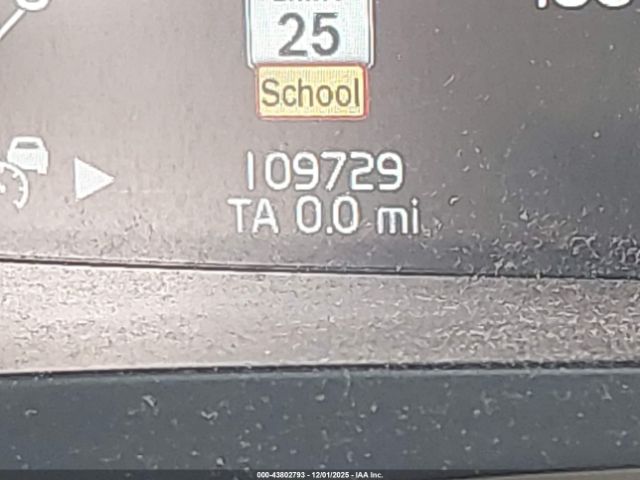 25
School
109729
TA 0.0 mi
000-43802793 - 12/01/2025 - IAA Inc.